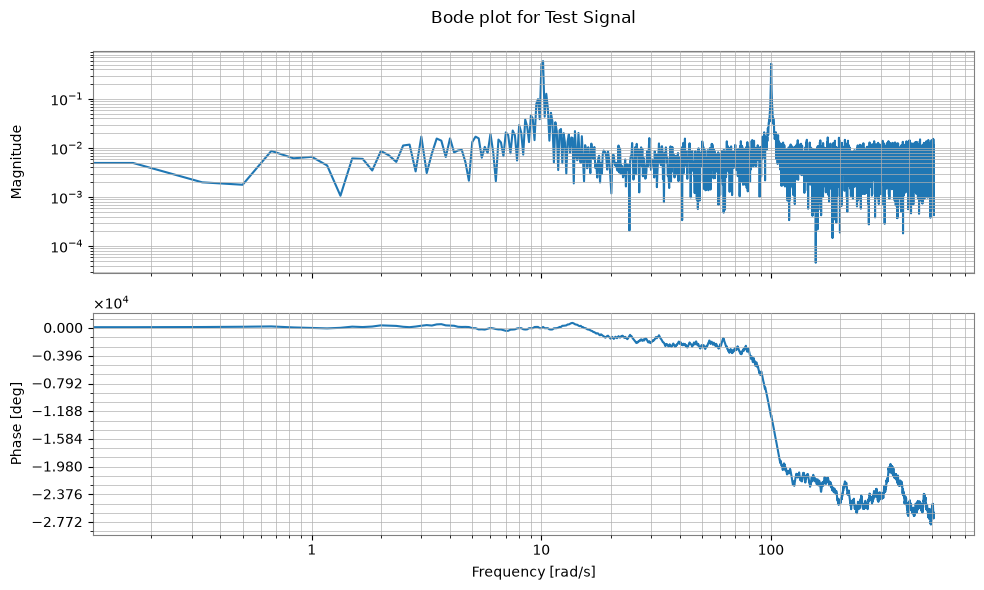 Bode plot for Test Signal
Magnitude
10⁻¹
10⁻²
10⁻³
10⁻⁴
×10⁴
Phase [deg]
0.000
−0.396
−0.792
−1.188
−1.584
−1.980
−2.376
−2.772
1 10 100
Frequency [rad/s]